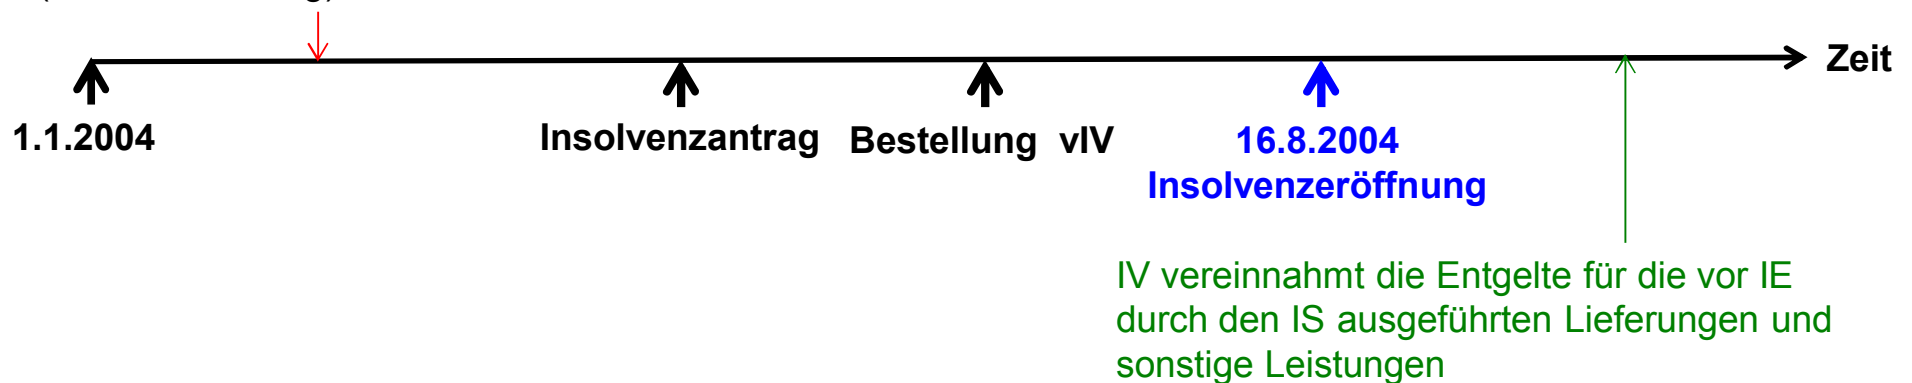 Zeit
1.1.2004
Insolvenzantrag
Bestellung vIV
16.8.2004
Insolvenzeröffnung
IV vereinnahmt die Entgelte für die vor IE
durch den IS ausgeführten Lieferungen und
sonstige Leistungen